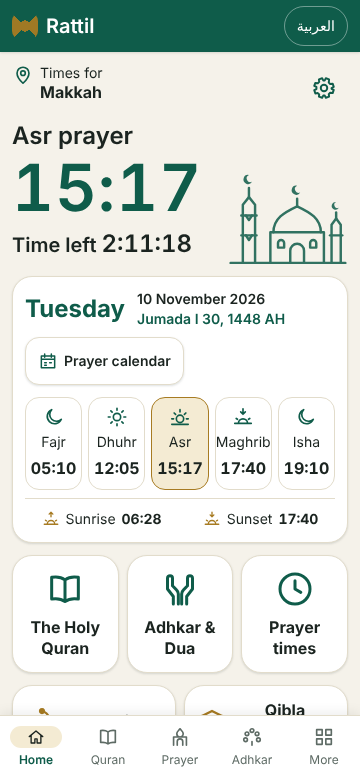 Rattil
العربية
Times for
Makkah
Asr prayer
15:17
Time left 2:11:18
Tuesday
10 November 2026
Jumada I 30, 1448 AH
Prayer calendar
Fajr Dhuhr Asr Maghrib Isha
05:10 12:05 15:17 17:40 19:10
Sunrise 06:28 Sunset 17:40
The Holy Quran
Adhkar & Dua
Prayer times
Qibla
Home Quran Prayer Adhkar More